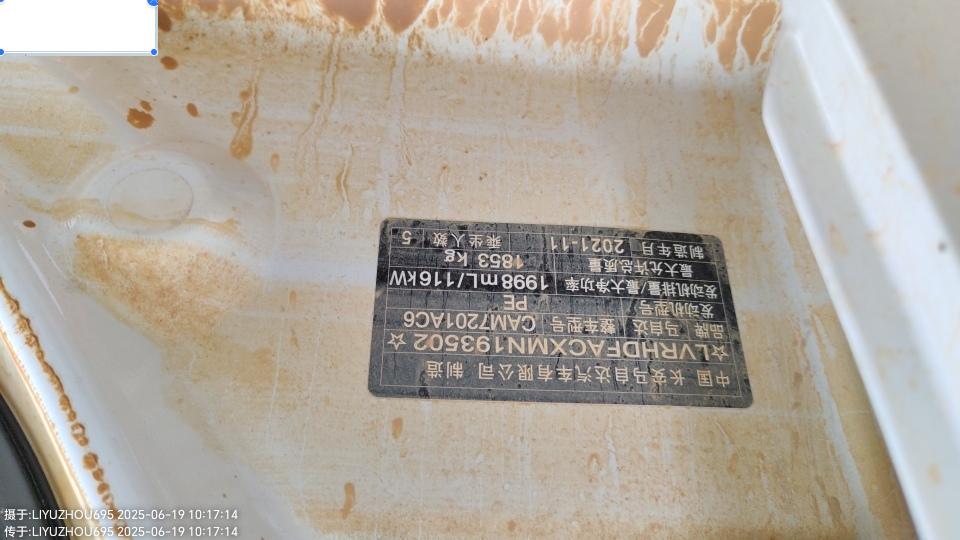 中国 长安马自达汽车有限公司 制造
☆LVRHDFACXMN193502☆
品牌 马自达 整车型号 CAM7201AC6
发动机型号 PE
发动机排量/最大净功率 1998mL/116kW
最大允许总质量 1853 kg
制造年月 2021-11 乘坐人数 5
摄于:LIYUZHOU695 2025-06-19 10:17:14
传于:LIYUZHOU695 2025-06-19 10:17:14